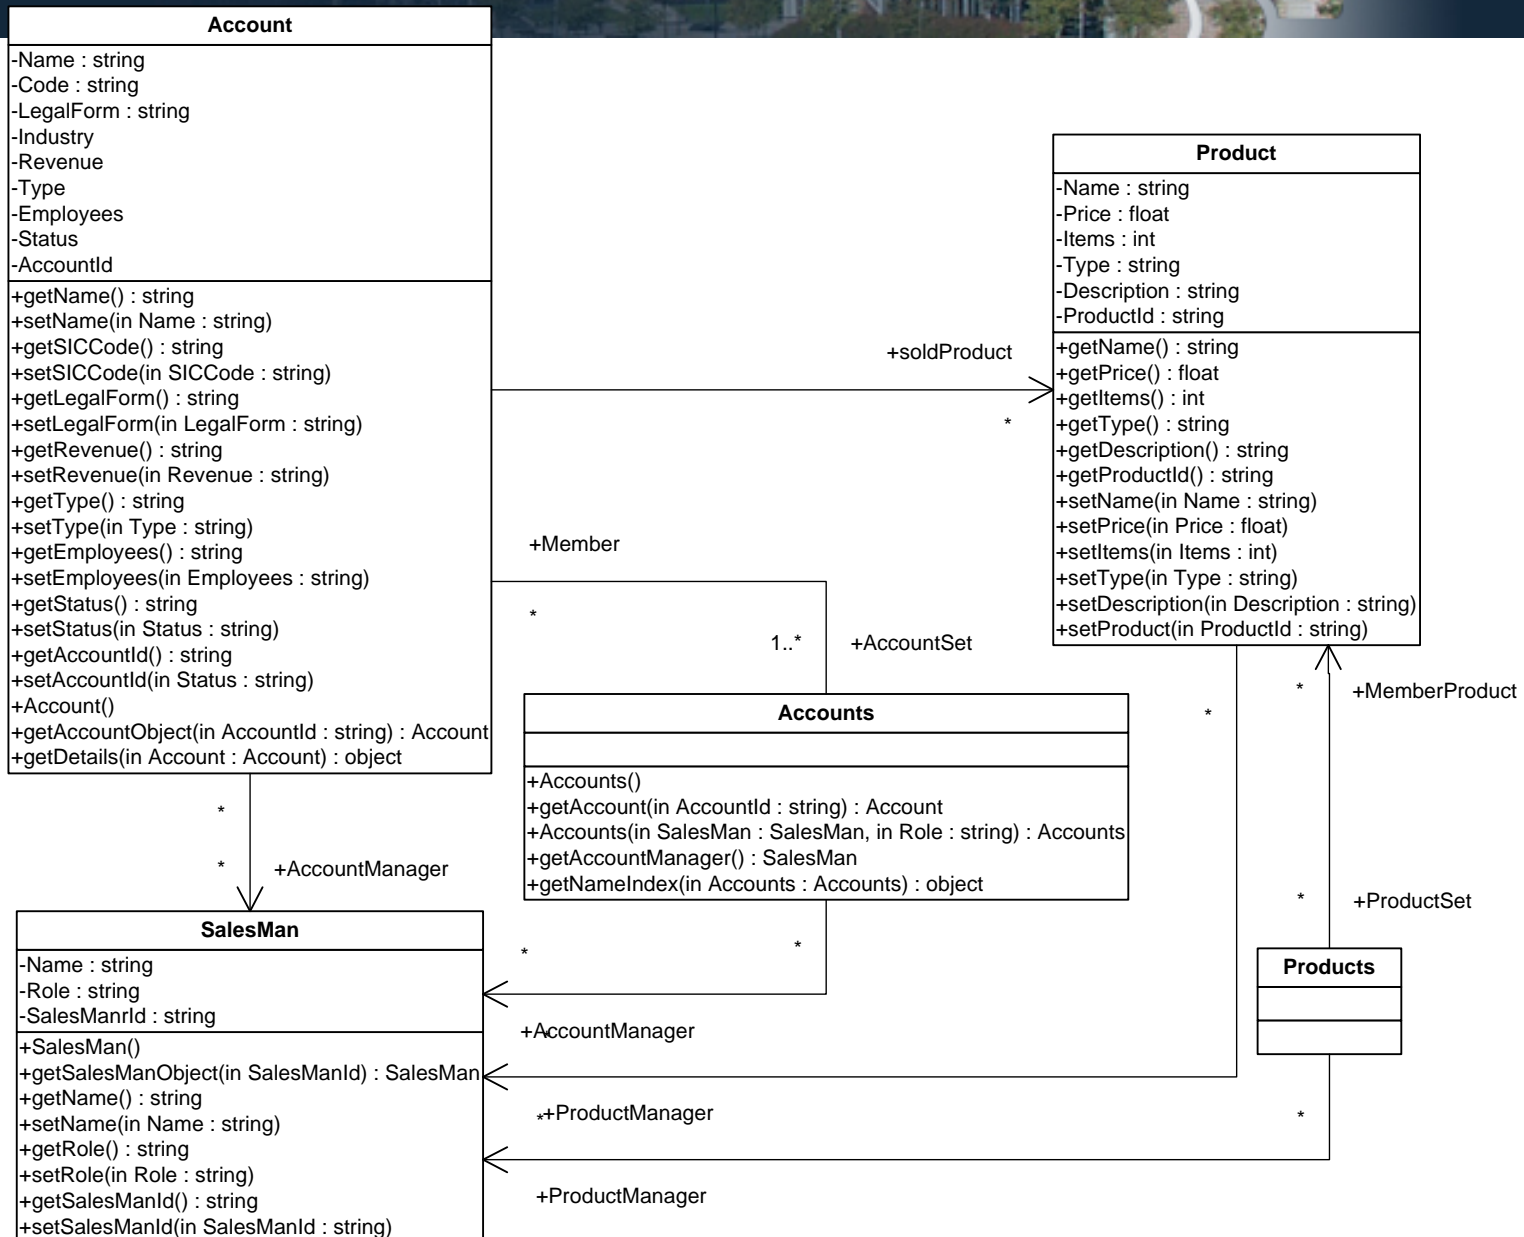 Account
-Name : string
-Code : string
-LegalForm : string
-Industry
-Revenue
-Type
-Employees
-Status
-AccountId
+getName() : string
+setName(in Name : string)
+getSICCode() : string
+setSICCode(in SICCode : string)
+getLegalForm() : string
+setLegalForm(in LegalForm : string)
+getRevenue() : string
+setRevenue(in Revenue : string)
+getType() : string
+setType(in Type : string)
+getEmployees() : string
+setEmployees(in Employees : string)
+getStatus() : string
+setStatus(in Status : string)
+getAccountId() : string
+setAccountId(in Status : string)
+Account()
+getAccountObject(in AccountId : string) : Account
+getDetails(in Account : Account) : object
Product
-Name : string
-Price : float
-Items : int
-Type : string
-Description : string
-ProductId : string
+getName() : string
+getPrice() : float
+getItems() : int
+getType() : string
+getDescription() : string
+getProductId() : string
+setName(in Name : string)
+setPrice(in Price : float)
+setItems(in Items : int)
+setType(in Type : string)
+setDescription(in Description : string)
+setProduct(in ProductId : string)
+soldProduct
*
+Member
*
1..*
+AccountSet
Accounts
+Accounts()
+getAccount(in AccountId : string) : Account
+Accounts(in SalesMan : SalesMan, in Role : string) : Accounts
+getAccountManager() : SalesMan
+getNameIndex(in Accounts : Accounts) : object
*
*
+MemberProduct
*
*
+AccountManager
*
+ProductSet
Products
SalesMan
-Name : string
-Role : string
-SalesManrId : string
+SalesMan()
+getSalesManObject(in SalesManId) : SalesMan
+getName() : string
+setName(in Name : string)
+getRole() : string
+setRole(in Role : string)
+getSalesManId() : string
+setSalesManId(in SalesManId : string)
*
*
+AccountManager
*
*
+ProductManager
*
+ProductManager